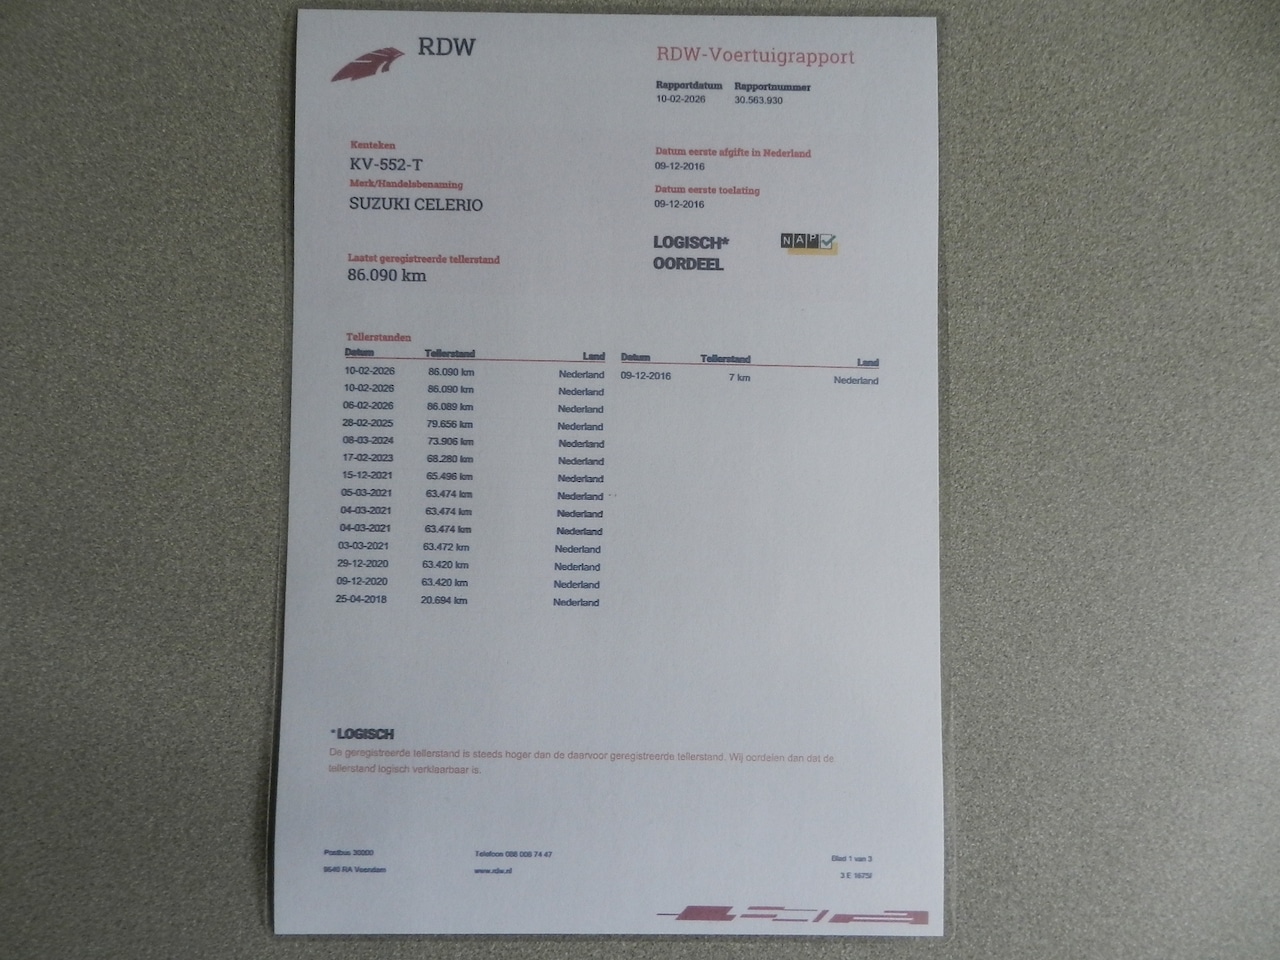 RDW
RDW-Voertuigrapport
Rapportdatum Rapportnummer
10-02-2026 30.563.930
Kenteken
KV-552-T
Merk/Handelsbenaming
SUZUKI CELERIO
Datum eerste afgifte in Nederland
09-12-2016
Datum eerste toelating
09-12-2016
LOGISCH*
OORDEEL
NAP
Laatst geregistreerde tellerstand
86.090 km
Tellerstanden
Datum Tellerstand Land Datum Tellerstand Land
10-02-2026 86.090 km Nederland 09-12-2016 7 km Nederland
10-02-2026 86.090 km Nederland
06-02-2026 86.089 km Nederland
28-02-2025 79.656 km Nederland
08-03-2024 73.906 km Nederland
17-02-2023 68.280 km Nederland
15-12-2021 65.496 km Nederland
05-03-2021 63.474 km Nederland
04-03-2021 63.474 km Nederland
04-03-2021 63.474 km Nederland
03-03-2021 63.472 km Nederland
29-12-2020 63.420 km Nederland
09-12-2020 63.420 km Nederland
25-04-2018 20.694 km Nederland
*LOGISCH
De geregistreerde tellerstand is steeds hoger dan de daarvoor geregistreerde tellerstand. Wij oordelen dan dat de
tellerstand logisch verklaarbaar is.
Postbus 30000 Telefoon 088 008 74 47 Blad 1 van 3
9640 RA Veendam www.rdw.nl 3 E